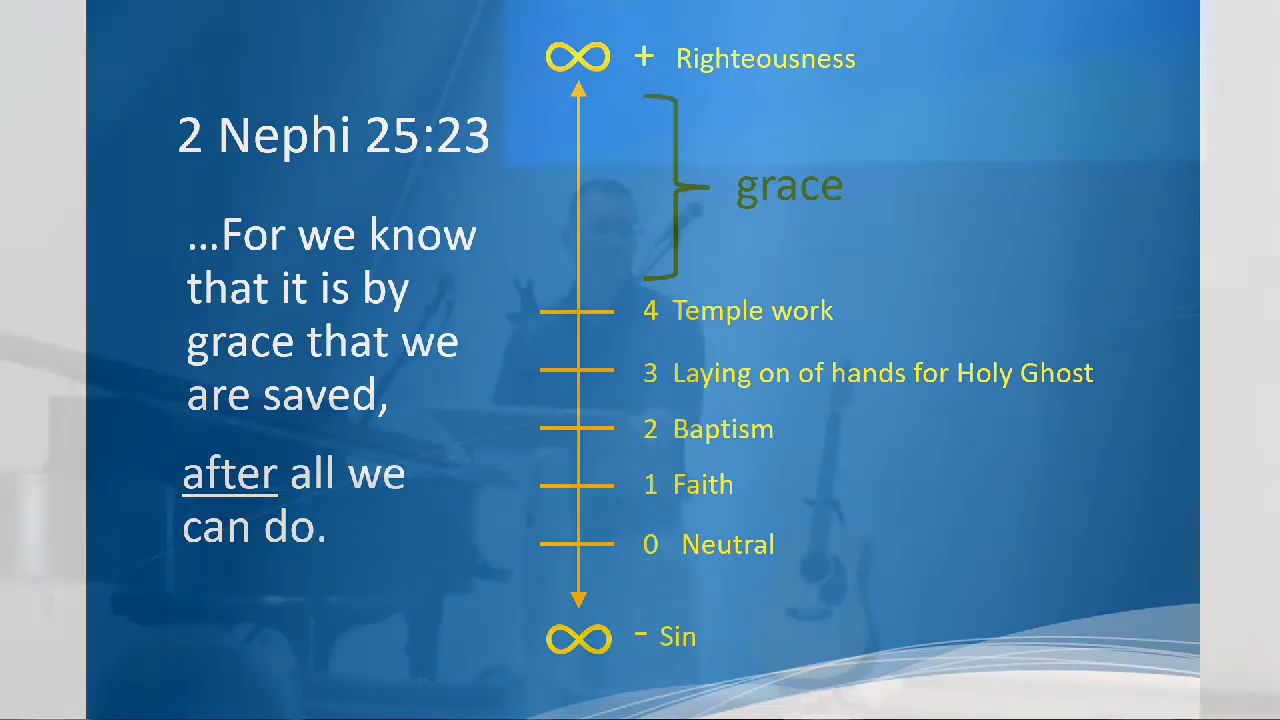 2 Nephi 25:23
…For we know
that it is by
grace that we
are saved,
after all we
can do.
∞ + Righteousness
grace
4 Temple work
3 Laying on of hands for Holy Ghost
2 Baptism
1 Faith
0 Neutral
∞ - Sin